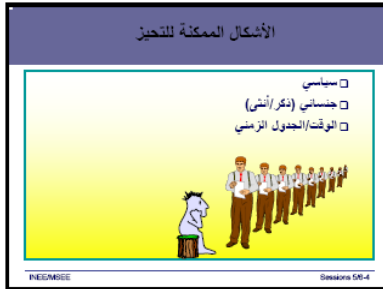 الأشكال الممكنة للتحيز
سياسي
جنساني (ذكر/أنثى)
الوقت/الجدول الزمني
INEE/MSEE
Sessions 5/6-4